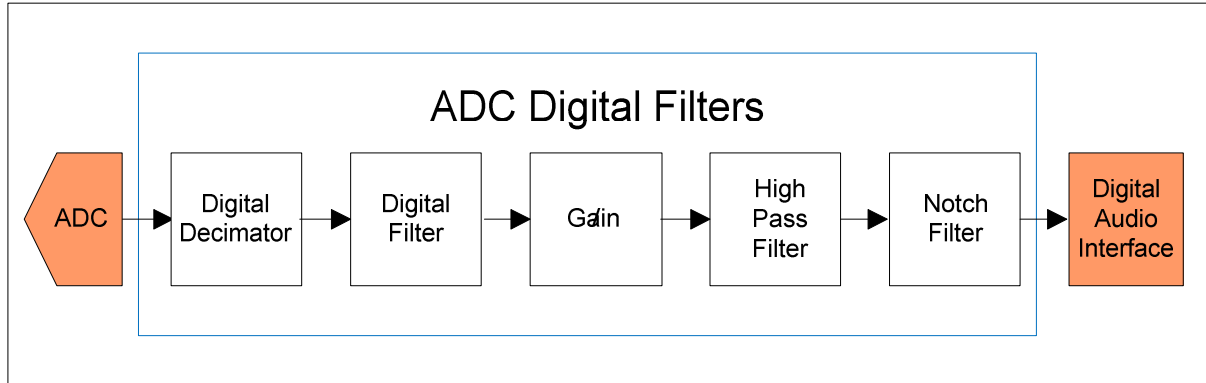 ADC Digital Filters
ADC
Digital
Decimator
Digital
Filter
Gain
High
Pass
Filter
Notch
Filter
Digital
Audio
Interface